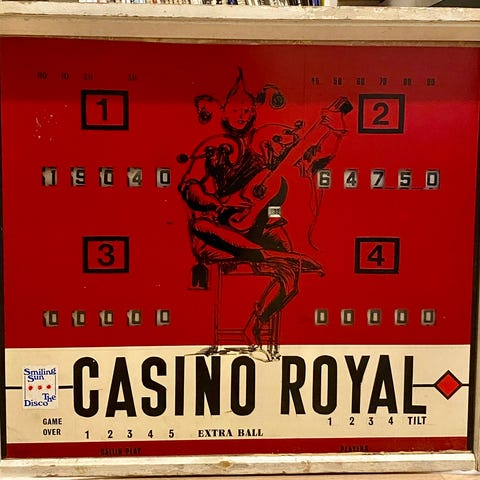 1
2
19040
64750
3
4
00000
00000
Smiling
Sun
The
Disco
CASINO ROYAL
GAME
OVER
1 2 3 4 5 EXTRA BALL
1 2 3 4 TILT